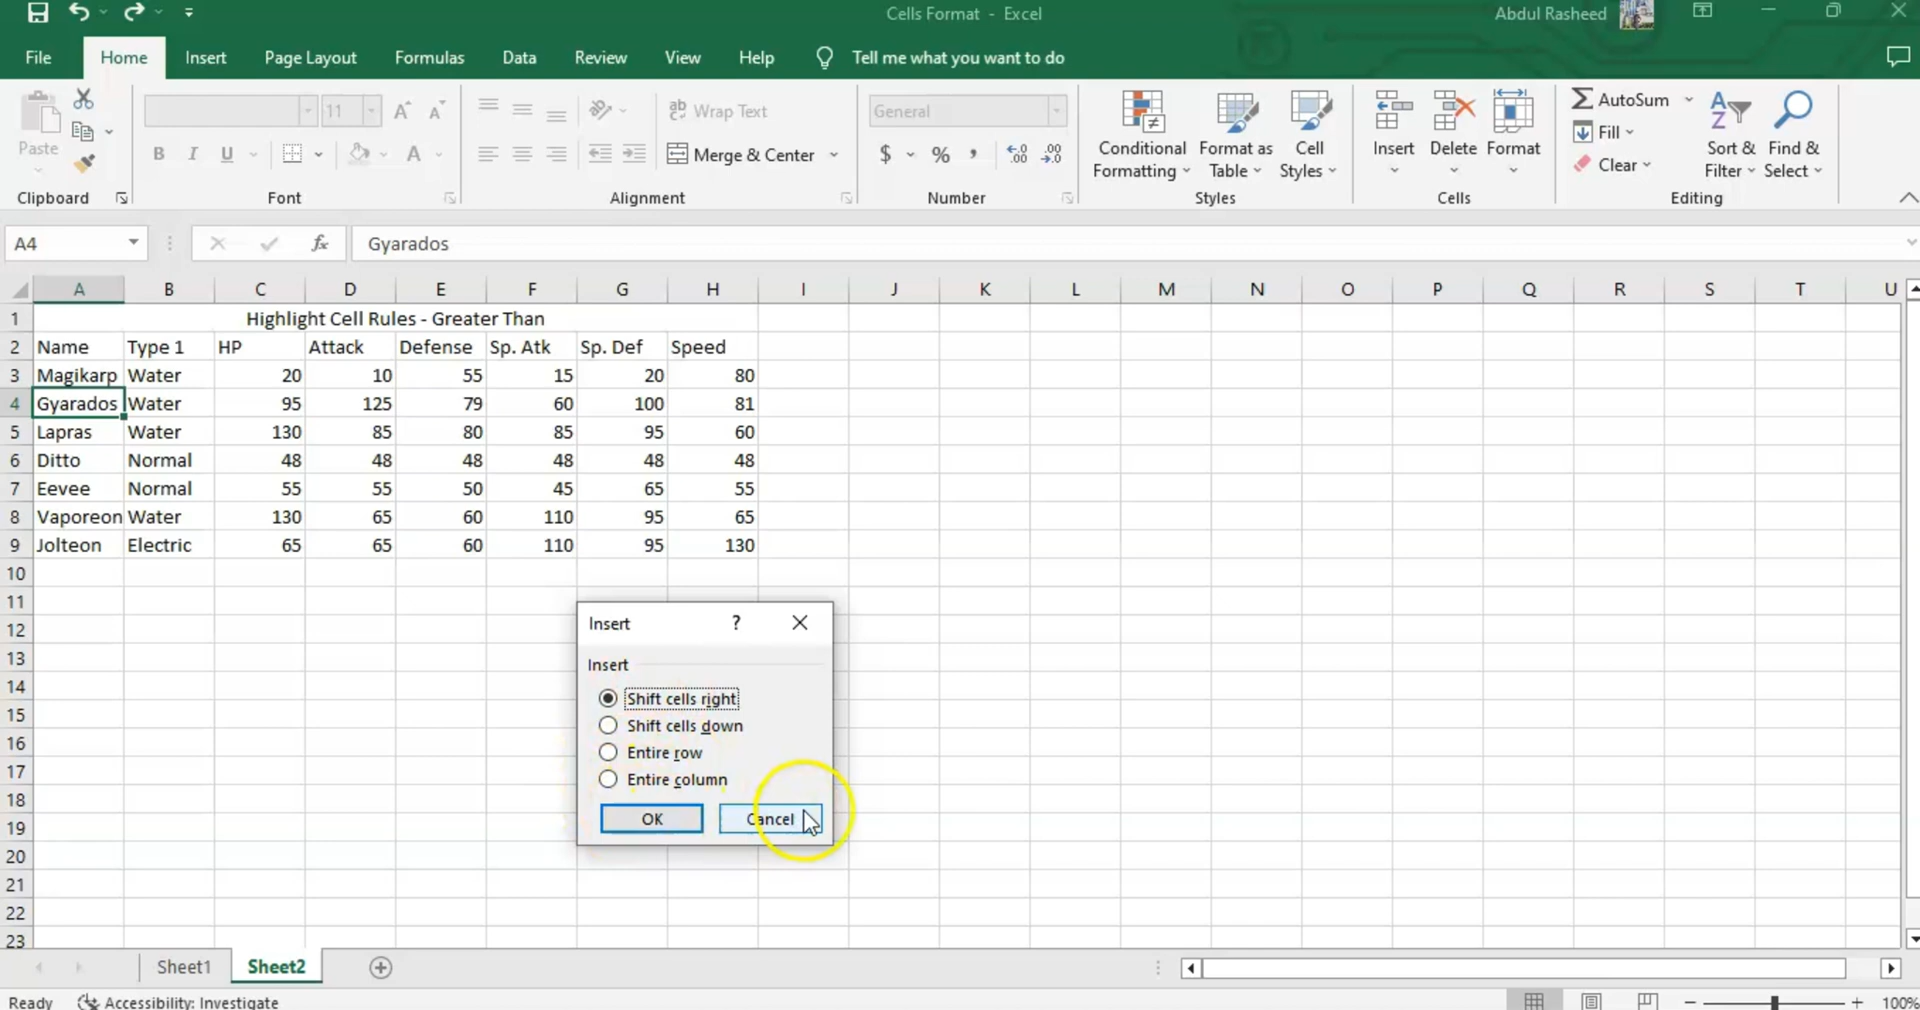 Cells Format - Excel
Abdul Rasheed
File Home Insert Page Layout Formulas Data Review View Help Tell me what you want to do
Paste
Clipboard
11
B I U A
Font
ab Wrap Text
Merge & Center
Alignment
General
$ % ,
Number
Conditional Formatting
Format as Table
Cell Styles
Styles
Insert
Delete
Format
Cells
AutoSum
Fill
Clear
Sort & Filter
Find & Select
Editing
A4 fx Gyarados
A B C D E F G H I J K L M N O P Q R S T U
1 Highlight Cell Rules - Greater Than
2 Name Type 1 HP Attack Defense Sp. Atk Sp. Def Speed
3 Magikarp Water 20 10 55 15 20 80
4 Gyarados Water 95 125 79 60 100 81
5 Lapras Water 130 85 80 85 95 60
6 Ditto Normal 48 48 48 48 48 48
7 Eevee Normal 55 55 50 45 65 55
8 Vaporeon Water 130 65 60 110 95 65
9 Jolteon Electric 65 65 60 110 95 130
10
11
12
13
14
15
16
17
18
19
20
21
22
23
Insert ?
Insert
Shift cells right
Shift cells down
Entire row
Entire column
OK Cancel
Sheet1 Sheet2
Ready Accessibility: Investigate 100%